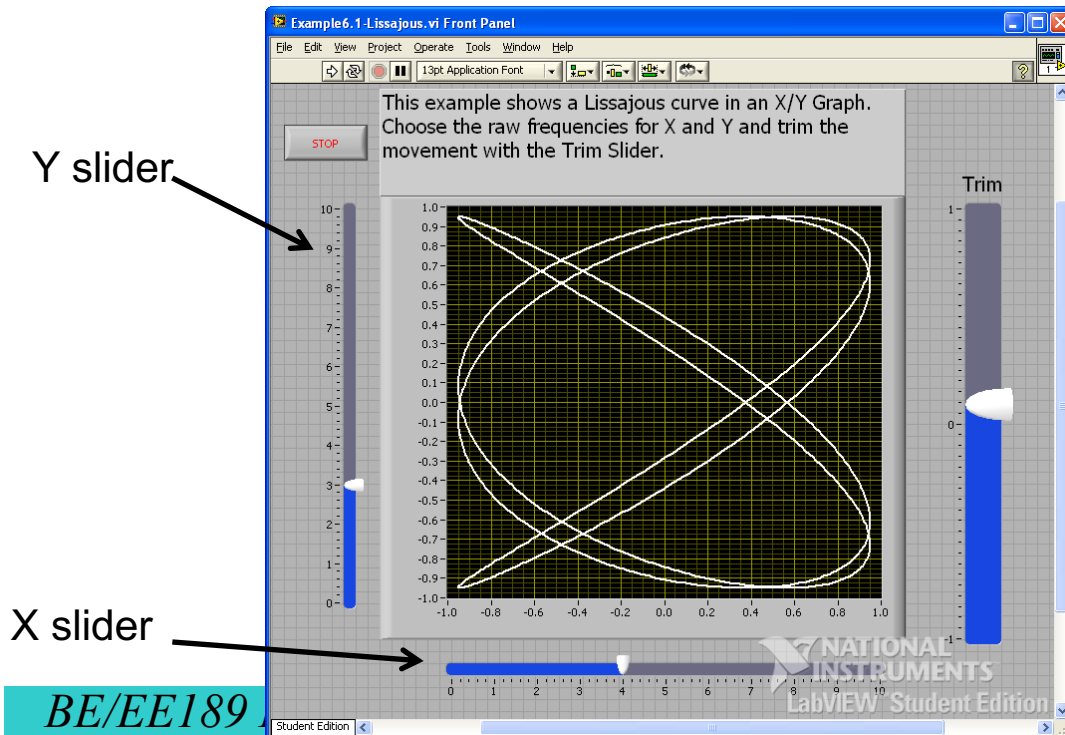 Example6.1-Lissajous.vi Front Panel
File Edit View Project Operate Tools Window Help
13pt Application Font
1
This example shows a Lissajous curve in an X/Y Graph.
Choose the raw frequencies for X and Y and trim the
movement with the Trim Slider.
STOP
Y slider
Trim
10
9
8
7
6
5
4
3
2
1
0
1.0
0.9
0.8
0.7
0.6
0.5
0.4
0.3
0.2
0.1
0.0
-0.1
-0.2
-0.3
-0.4
-0.5
-0.6
-0.7
-0.8
-0.9
-1.0
-1.0 -0.8 -0.6 -0.4 -0.2 0.0 0.2 0.4 0.6 0.8 1.0
1
0
-1
X slider
0 1 2 3 4 5 6 7 8 9 10
NATIONAL
INSTRUMENTS
LabVIEW Student Edition
BE/EE189
Student Edition